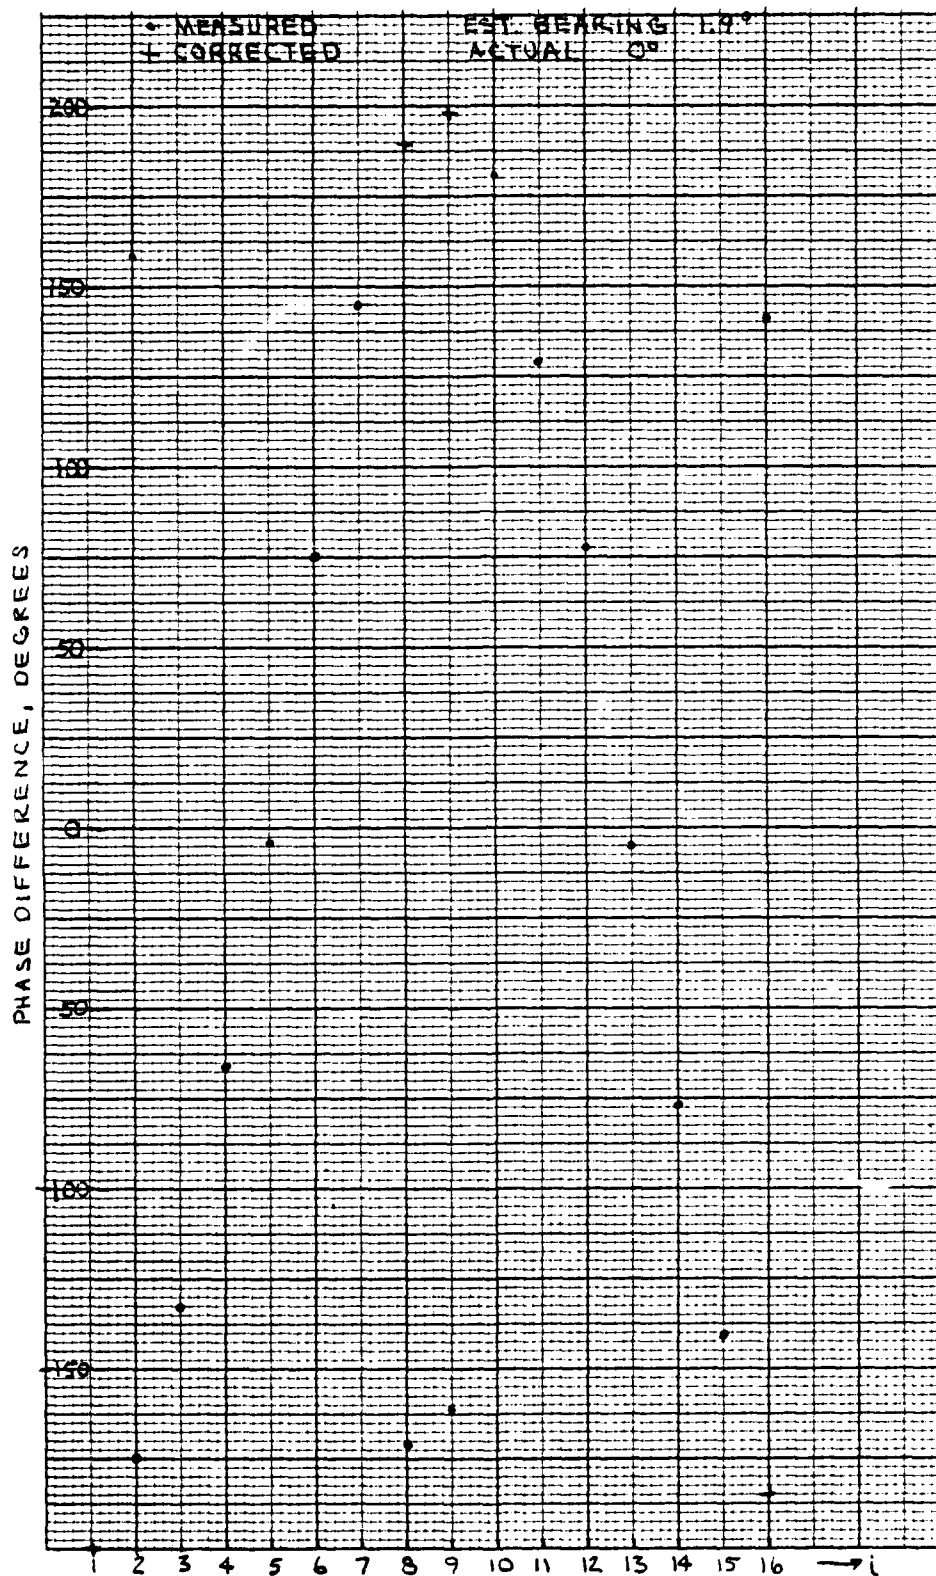 • MEASURED
+ CORRECTED
EST. BEARING 1.9°
ACTUAL 0°
200
150
100
50
0
-50
-100
-150
PHASE DIFFERENCE, DEGREES
1 2 3 4 5 6 7 8 9 10 11 12 13 14 15 16 → i